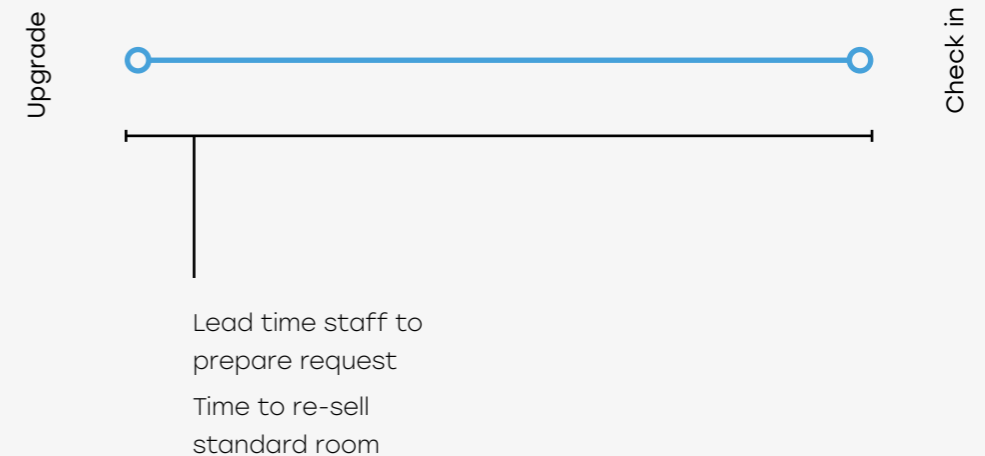 Upgrade
Check in
Lead time staff to
prepare request
Time to re-sell
standard room